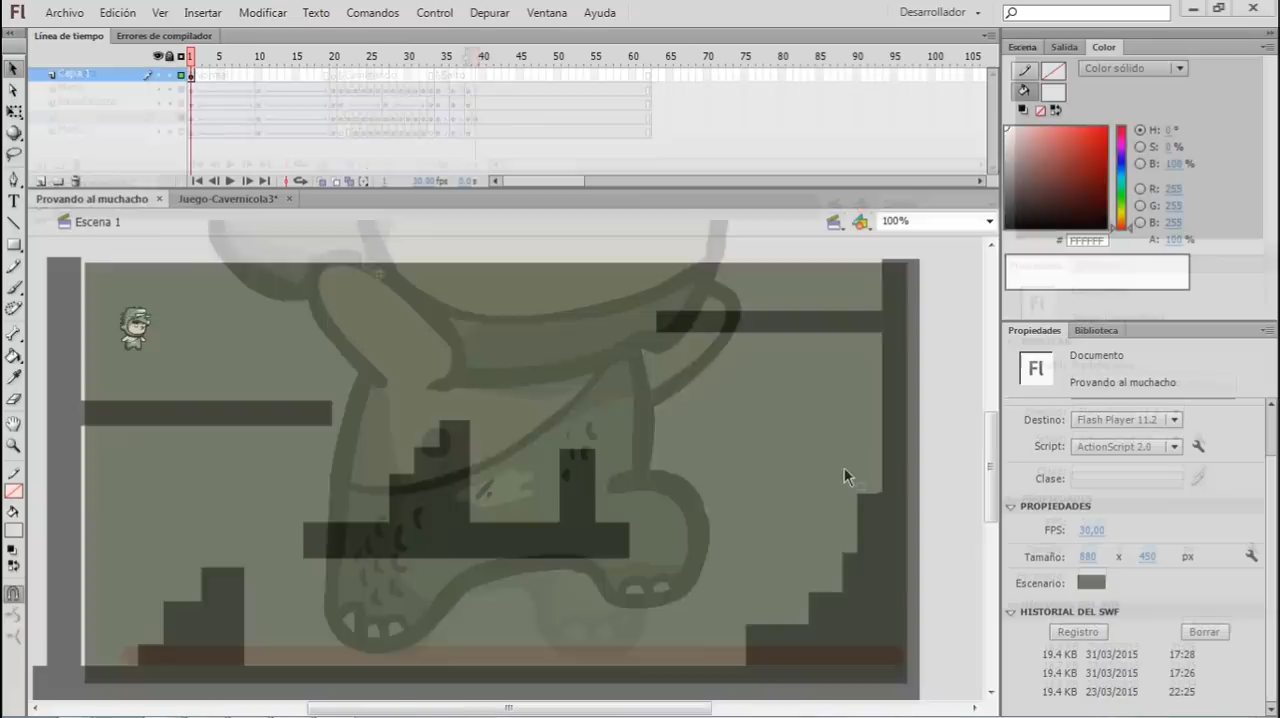 Fl Archivo Edición Ver Insertar Modificar Texto Comandos Control Depurar Ventana Ayuda Desarrollador
Línea de tiempo Errores de compilador
1 5 10 15 20 25 30 35 40 45 50 55 60 65 70 75 80 85 90 95 100 105
Capa 1
1 30.00 fps 0.0 s
Provando al muchacho × Juego-Cavernicola3* ×
Escena 1 100%
Escena Salida Color
Color sólido
H: 0 °
S: 0 %
B: 100 %
R: 255
G: 255
B: 255
# FFFFFF A: 100 %
Propiedades Biblioteca
Fl Documento
Provando al muchacho
Destino: Flash Player 11.2
Script: ActionScript 2.0
Clase:
PROPIEDADES
FPS: 30,00
Tamaño: 880 x 450 px
Escenario:
HISTORIAL DEL SWF
Registro Borrar
19.4 KB 31/03/2015 17:28
19.4 KB 31/03/2015 17:26
19.4 KB 23/03/2015 22:25